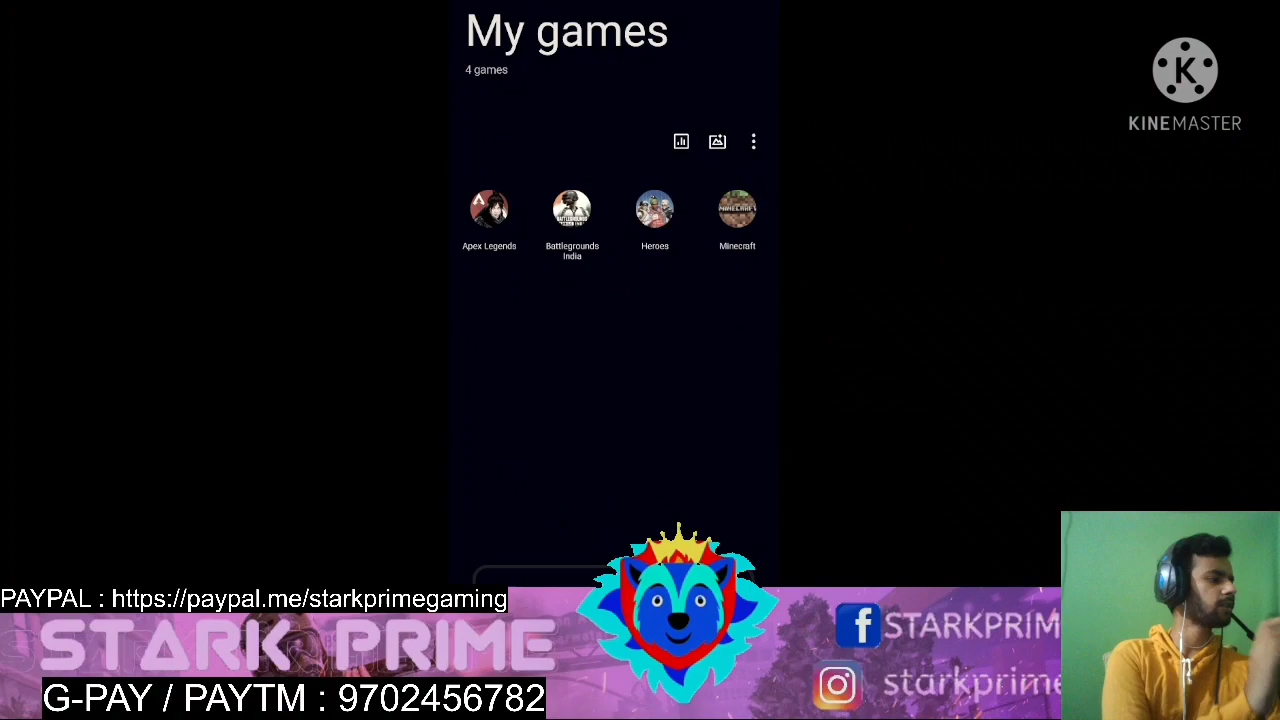 My games
4 games
KINEMASTER
Apex Legends
Battlegrounds
India
Heroes
Minecraft
PAYPAL : https://paypal.me/starkprimegaming
STARK PRIME
G-PAY / PAYTM : 9702456782
STARKPRIM
starkprime